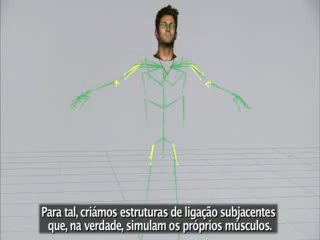 Para tal, criámos estruturas de ligação subjacentes
que, na verdade, simulam os próprios músculos.